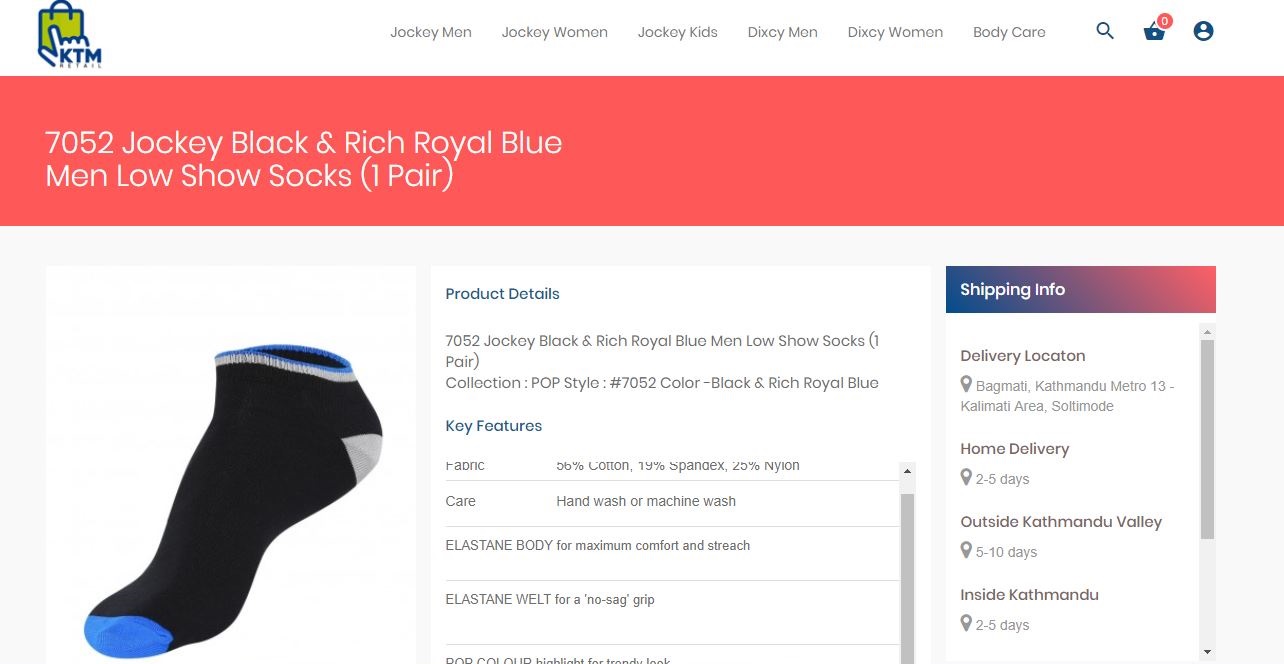 KTM
RETAIL
Jockey Men Jockey Women Jockey Kids Dixcy Men Dixcy Women Body Care
0
7052 Jockey Black & Rich Royal Blue
Men Low Show Socks (1 Pair)
Product Details
7052 Jockey Black & Rich Royal Blue Men Low Show Socks (1
Pair)
Collection : POP Style : #7052 Color -Black & Rich Royal Blue
Key Features
Fabric 56% Cotton, 19% Spandex, 25% Nylon
Care Hand wash or machine wash
ELASTANE BODY for maximum comfort and streach
ELASTANE WELT for a 'no-sag' grip
POP COLOUR highlight for trendy look
Shipping Info
Delivery Locaton
Bagmati, Kathmandu Metro 13 -
Kalimati Area, Soltimode
Home Delivery
2-5 days
Outside Kathmandu Valley
5-10 days
Inside Kathmandu
2-5 days